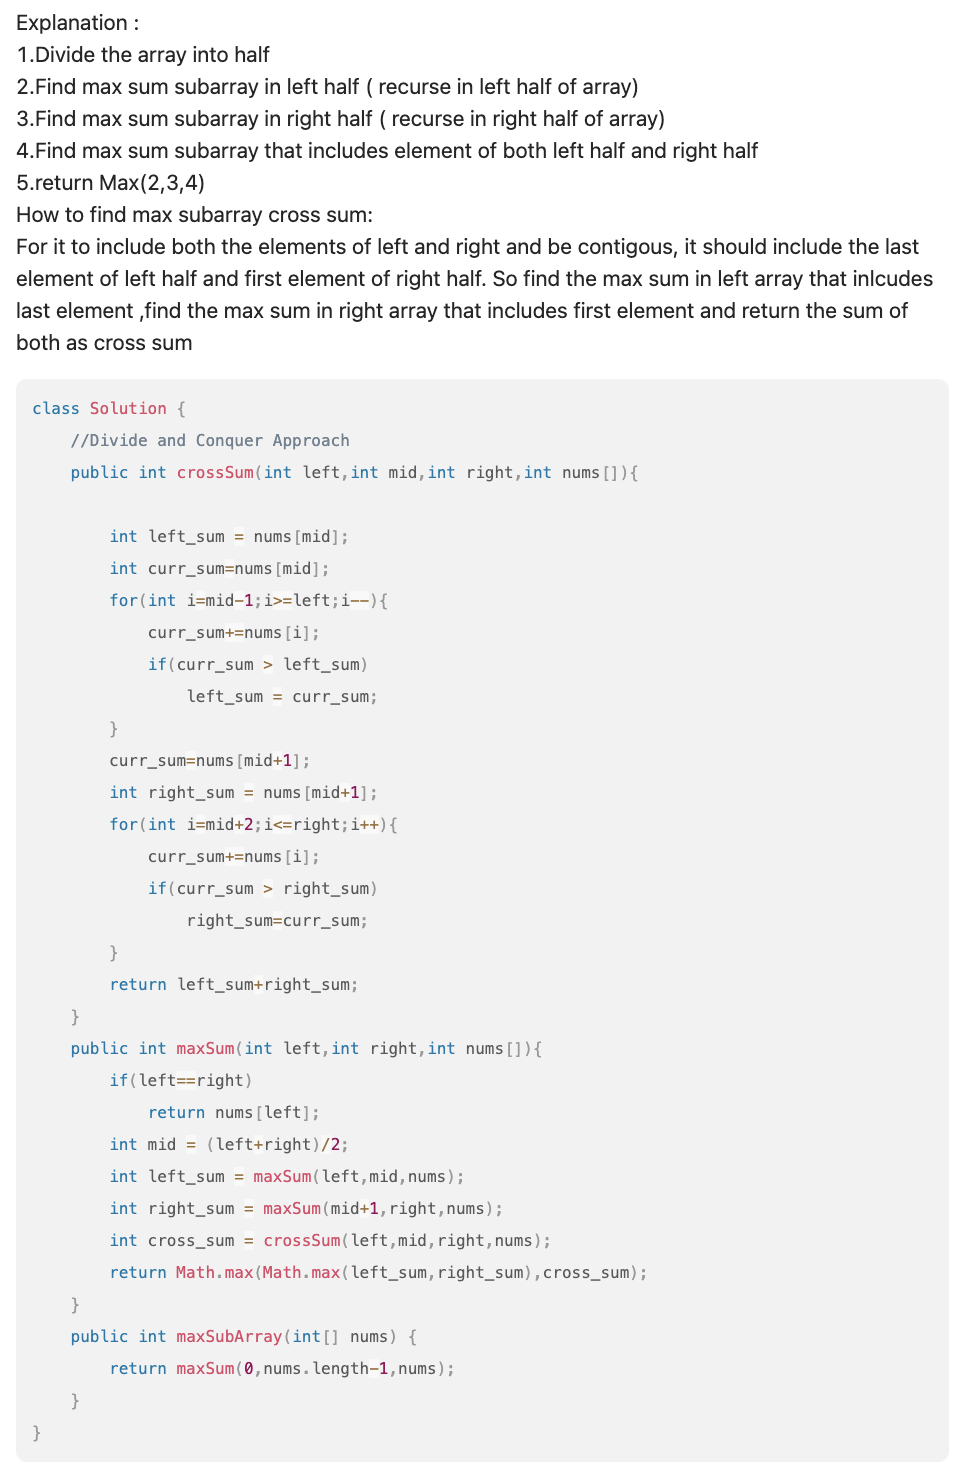 Explanation :
1.Divide the array into half
2.Find max sum subarray in left half ( recurse in left half of array)
3.Find max sum subarray in right half ( recurse in right half of array)
4.Find max sum subarray that includes element of both left half and right half
5.return Max(2,3,4)
How to find max subarray cross sum:
For it to include both the elements of left and right and be contigous, it should include the last
element of left half and first element of right half. So find the max sum in left array that inlcudes
last element ,find the max sum in right array that includes first element and return the sum of
both as cross sum
class Solution {
    //Divide and Conquer Approach
    public int crossSum(int left,int mid,int right,int nums[]){

        int left_sum = nums[mid];
        int curr_sum=nums[mid];
        for(int i=mid-1;i>=left;i--){
            curr_sum+=nums[i];
            if(curr_sum > left_sum)
                left_sum = curr_sum;
        }
        curr_sum=nums[mid+1];
        int right_sum = nums[mid+1];
        for(int i=mid+2;i<=right;i++){
            curr_sum+=nums[i];
            if(curr_sum > right_sum)
                right_sum=curr_sum;
        }
        return left_sum+right_sum;
    }
    public int maxSum(int left,int right,int nums[]){
        if(left==right)
            return nums[left];
        int mid = (left+right)/2;
        int left_sum = maxSum(left,mid,nums);
        int right_sum = maxSum(mid+1,right,nums);
        int cross_sum = crossSum(left,mid,right,nums);
        return Math.max(Math.max(left_sum,right_sum),cross_sum);
    }
    public int maxSubArray(int[] nums) {
        return maxSum(0,nums.length-1,nums);
    }
}